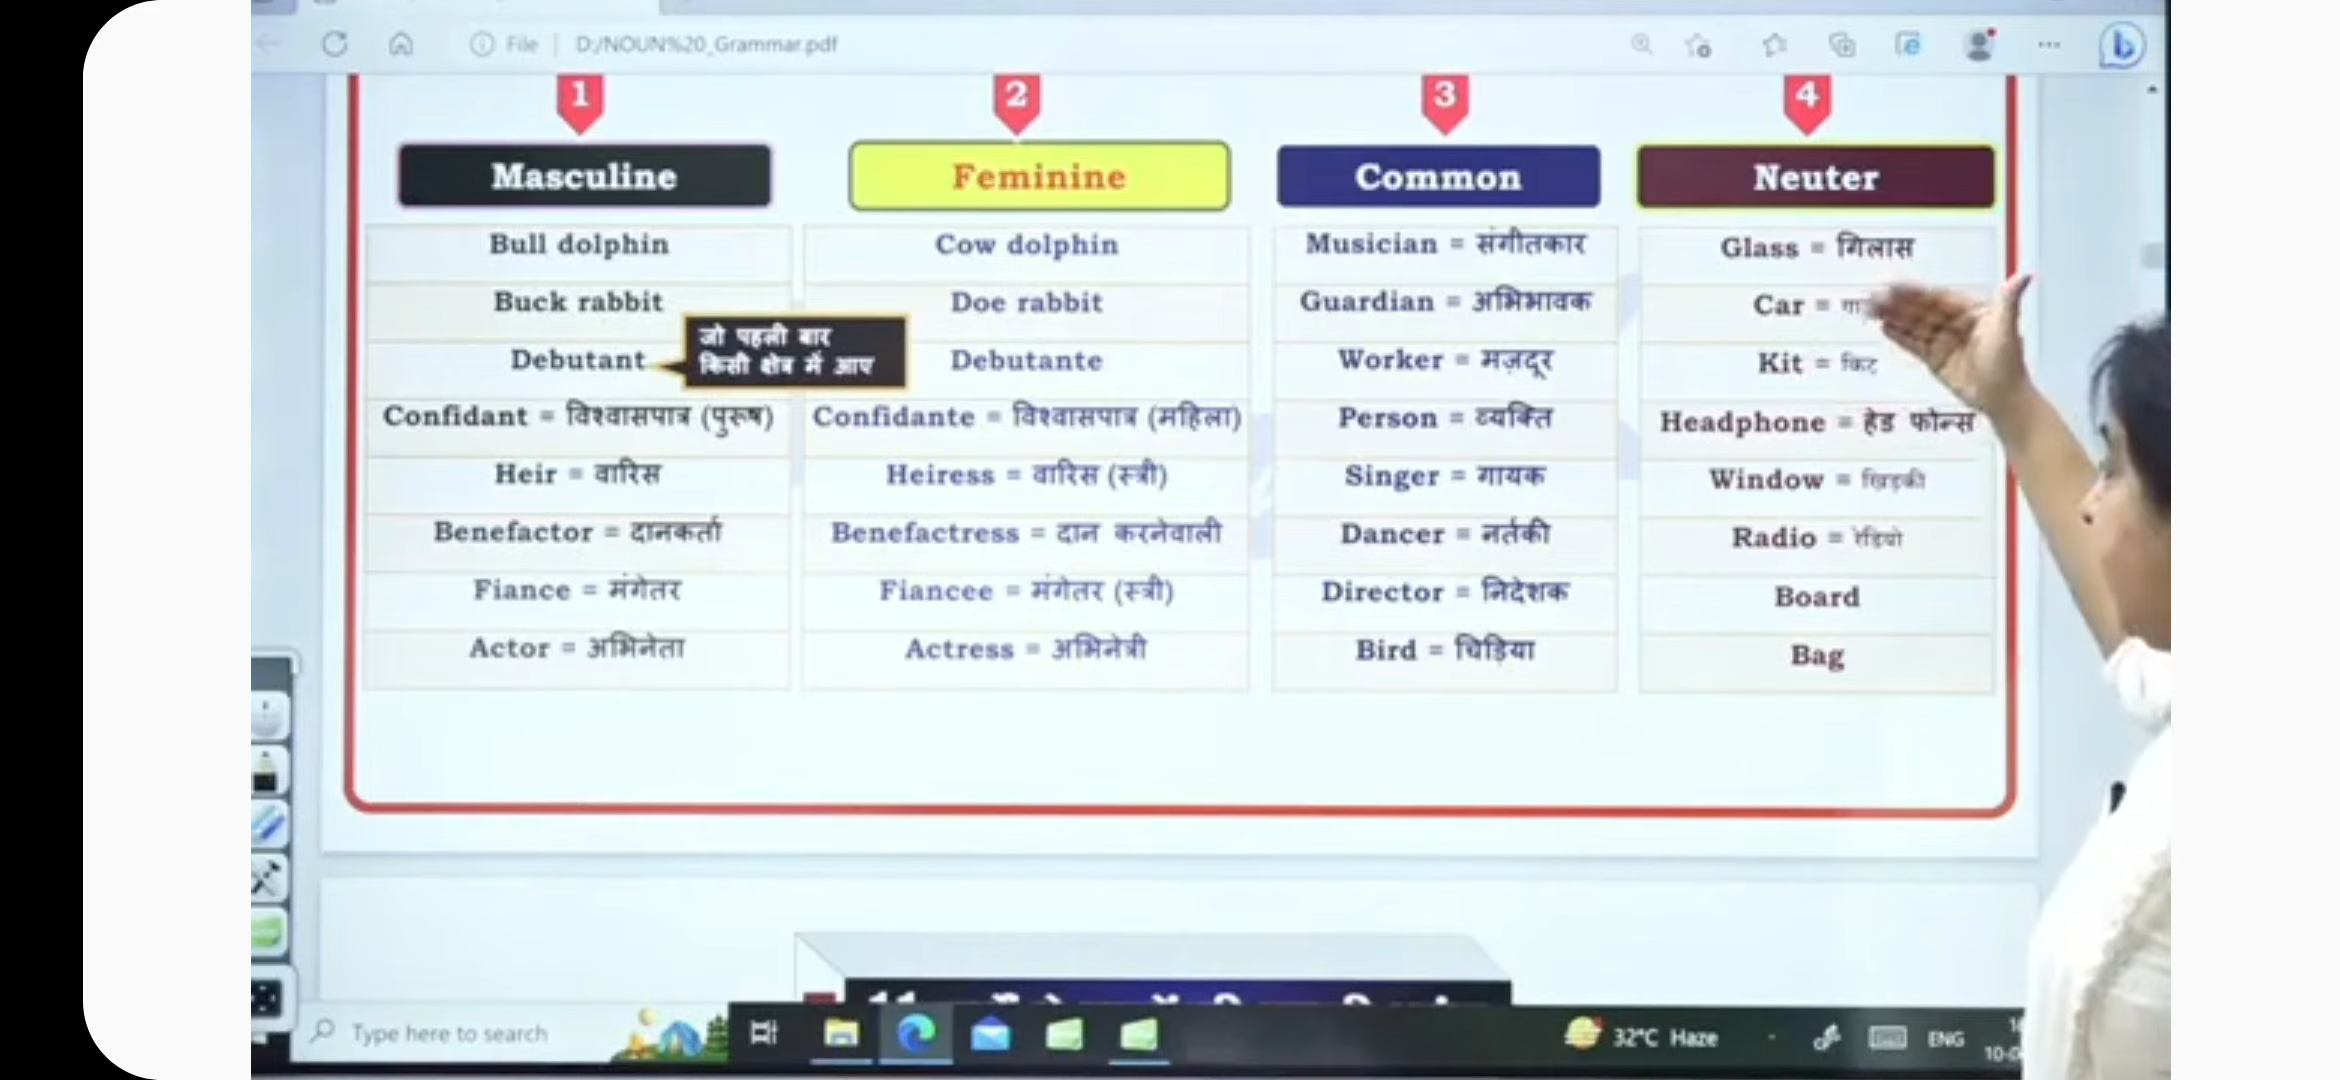 File | D:/NOUN%20_Grammar.pdf
1 2 3 4
Masculine Feminine Common Neuter
Bull dolphin Cow dolphin Musician = संगीतकार Glass = गिलास
Buck rabbit Doe rabbit Guardian = अभिभावक Car =
जो पहली बार
किसी क्षेत्र में आए
Debutant Debutante Worker = मज़दूर Kit = किट
Confidant = विश्वासपात्र (पुरूष) Confidante = विश्वासपात्र (महिला) Person = व्यक्ति Headphone = हेड फोन्स
Heir = वारिस Heiress = वारिस (स्त्री) Singer = गायक Window = खिड़की
Benefactor = दानकर्ता Benefactress = दान करनेवाली Dancer = नर्तकी Radio = रेडियो
Fiance = मंगेतर Fiancee = मंगेतर (स्त्री) Director = निदेशक Board
Actor = अभिनेता Actress = अभिनेत्री Bird = चिड़िया Bag
Type here to search 32°C Haze ENG